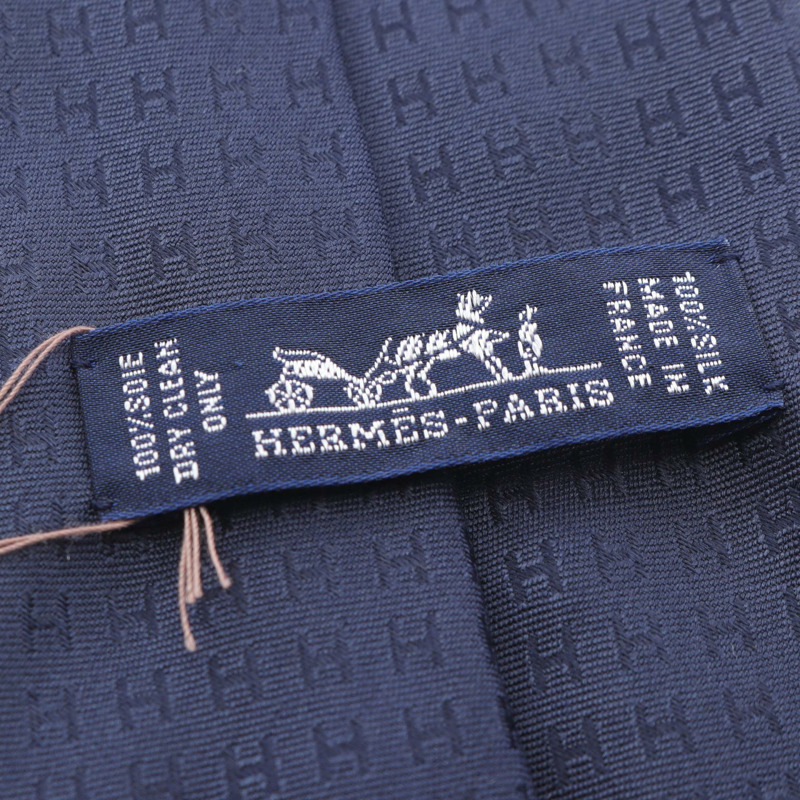 100%SOIE
DRY CLEAN
ONLY
HERMÈS-PARIS
100%SILK
MADE IN
FRANCE